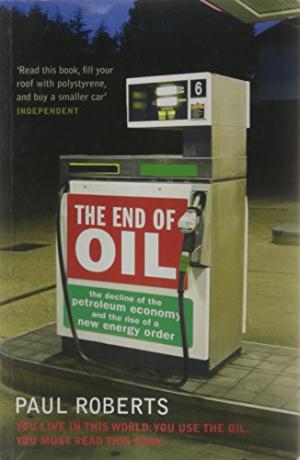 'Read this book, fill your
roof with polystyrene,
and buy a smaller car'
INDEPENDENT
6
THE END OF
OIL
the decline of the
petroleum economy
and the rise of a
new energy order
PAUL ROBERTS
YOU LIVE IN THIS WORLD. YOU USE THE OIL.
YOU MUST READ THIS BOOK.